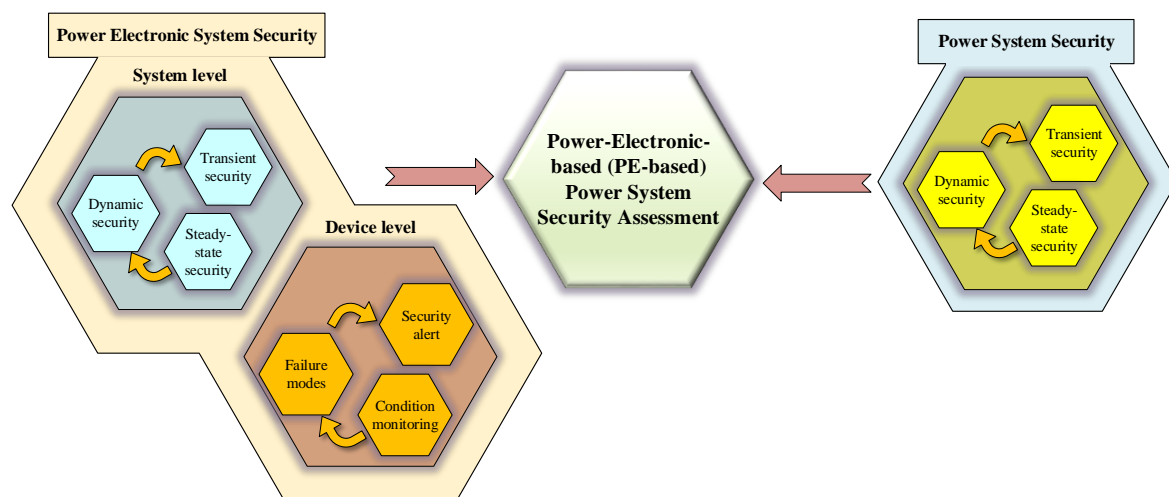 Power Electronic System Security
System level
Transient
security
Dynamic
security
Steady-
state
security
Device level
Security
alert
Failure
modes
Condition
monitoring
Power-Electronic-
based (PE-based)
Power System
Security Assessment
Power System Security
Transient
security
Dynamic
security
Steady-
state
security